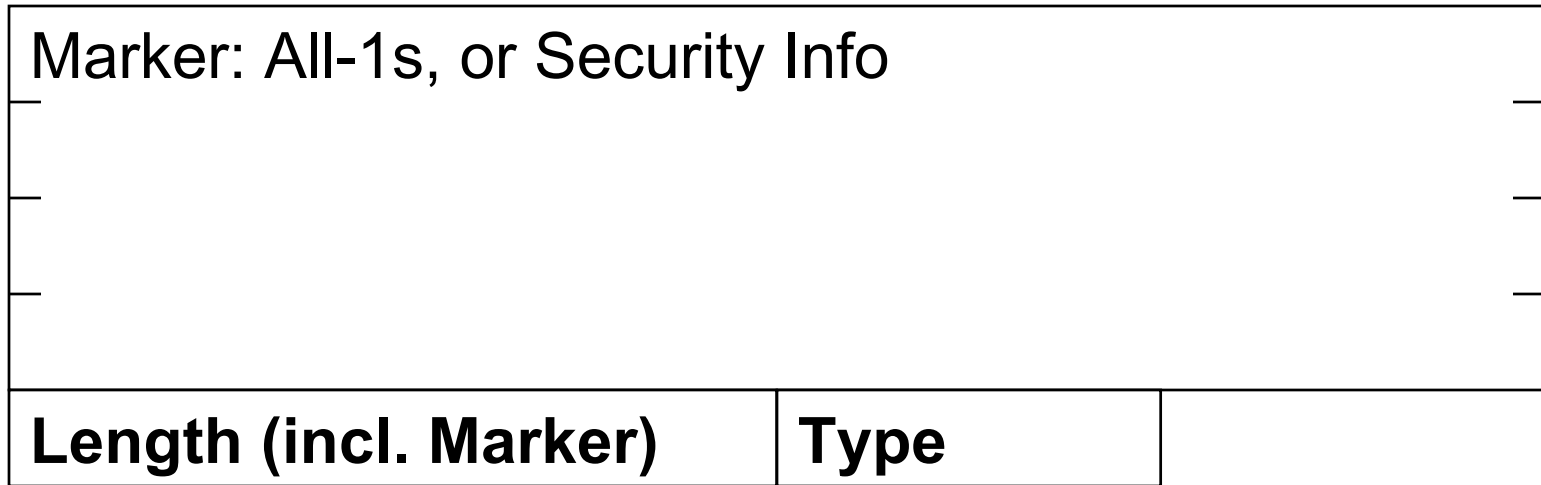 Marker: All-1s, or Security Info
Length (incl. Marker) Type